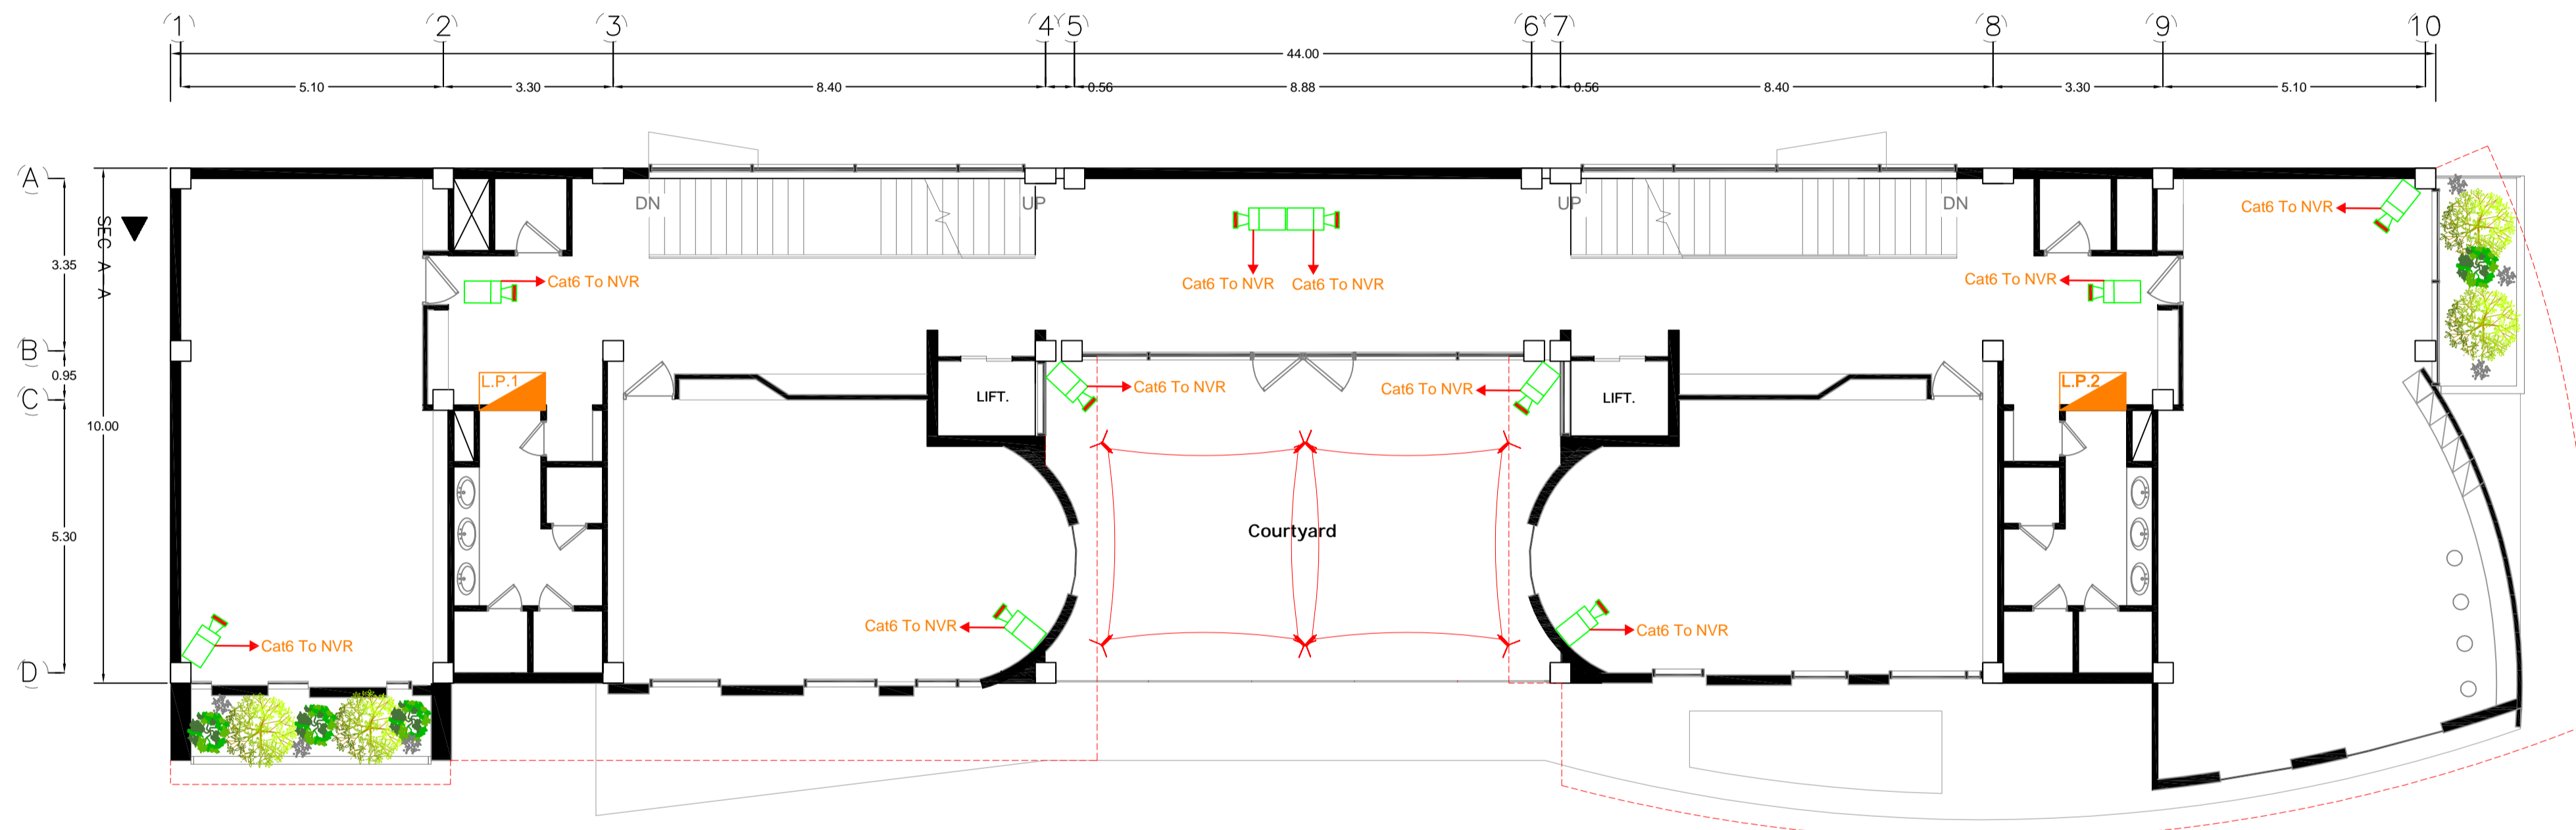 1 2 3 4 5 6 7 8 9 10
44.00
5.10 3.30 8.40 0.56 8.88 0.56 8.40 3.30 5.10
A
B
C
D
3.35
0.95
5.30
10.00
SEC A-A
DN
UP
UP
DN
Cat6 To NVR
Cat6 To NVR
Cat6 To NVR
Cat6 To NVR
Cat6 To NVR
L.P.1
L.P.2
Cat6 To NVR
Cat6 To NVR
LIFT.
LIFT.
Courtyard
Cat6 To NVR
Cat6 To NVR
Cat6 To NVR